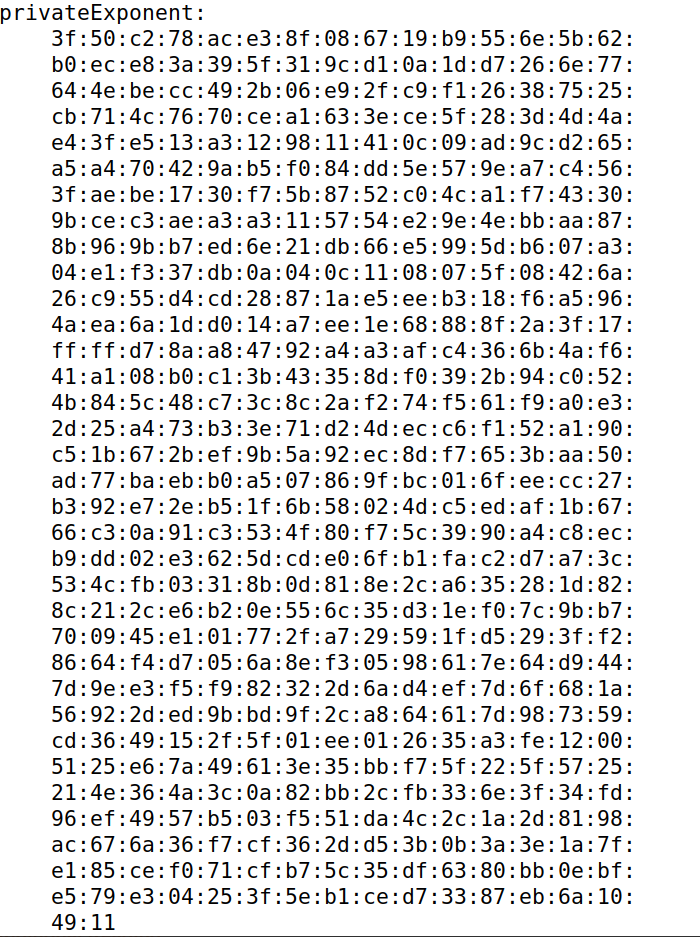 privateExponent:
3f:50:c2:78:ac:e3:8f:08:67:19:b9:55:6e:5b:62:
b0:ec:e8:3a:39:5f:31:9c:d1:0a:1d:d7:26:6e:77:
64:4e:be:cc:49:2b:06:e9:2f:c9:f1:26:38:75:25:
cb:71:4c:76:70:ce:a1:63:3e:ce:5f:28:3d:4d:4a:
e4:3f:e5:13:a3:12:98:11:41:0c:09:ad:9c:d2:65:
a5:a4:70:42:9a:b5:f0:84:dd:5e:57:9e:a7:c4:56:
3f:ae:be:17:30:f7:5b:87:52:c0:4c:a1:f7:43:30:
9b:ce:c3:ae:a3:a3:11:57:54:e2:9e:4e:bb:aa:87:
8b:96:9b:b7:ed:6e:21:db:66:e5:99:5d:b6:07:a3:
04:e1:f3:37:db:0a:04:0c:11:08:07:5f:08:42:6a:
26:c9:55:d4:cd:28:87:1a:e5:ee:b3:18:f6:a5:96:
4a:ea:6a:1d:d0:14:a7:ee:1e:68:88:8f:2a:3f:17:
ff:ff:d7:8a:a8:47:92:a4:a3:af:c4:36:6b:4a:f6:
41:a1:08:b0:c1:3b:43:35:8d:f0:39:2b:94:c0:52:
4b:84:5c:48:c7:3c:8c:2a:f2:74:f5:61:f9:a0:e3:
2d:25:a4:73:b3:3e:71:d2:4d:ec:c6:f1:52:a1:90:
c5:1b:67:2b:ef:9b:5a:92:ec:8d:f7:65:3b:aa:50:
ad:77:ba:eb:b0:a5:07:86:9f:bc:01:6f:ee:cc:27:
b3:92:e7:2e:b5:1f:6b:58:02:4d:c5:ed:af:1b:67:
66:c3:0a:91:c3:53:4f:80:f7:5c:39:90:a4:c8:ec:
b9:dd:02:e3:62:5d:cd:e0:6f:b1:fa:c2:d7:a7:3c:
53:4c:fb:03:31:8b:0d:81:8e:2c:a6:35:28:1d:82:
8c:21:2c:e6:b2:0e:55:6c:35:d3:1e:f0:7c:9b:b7:
70:09:45:e1:01:77:2f:a7:29:59:1f:d5:29:3f:f2:
86:64:f4:d7:05:6a:8e:f3:05:98:61:7e:64:d9:44:
7d:9e:e3:f5:f9:82:32:2d:6a:d4:ef:7d:6f:68:1a:
56:92:2d:ed:9b:bd:9f:2c:a8:64:61:7d:98:73:59:
cd:36:49:15:2f:5f:01:ee:01:26:35:a3:fe:12:00:
51:25:e6:7a:49:61:3e:35:bb:f7:5f:22:5f:57:25:
21:4e:36:4a:3c:0a:82:bb:2c:fb:33:6e:3f:34:fd:
96:ef:49:57:b5:03:f5:51:da:4c:2c:1a:2d:81:98:
ac:67:6a:36:f7:cf:36:2d:d5:3b:0b:3a:3e:1a:7f:
e1:85:ce:f0:71:cf:b7:5c:35:df:63:80:bb:0e:bf:
e5:79:e3:04:25:3f:5e:b1:ce:d7:33:87:eb:6a:10:
49:11